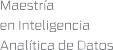 Maestría
en Inteligencia
Analítica de Datos